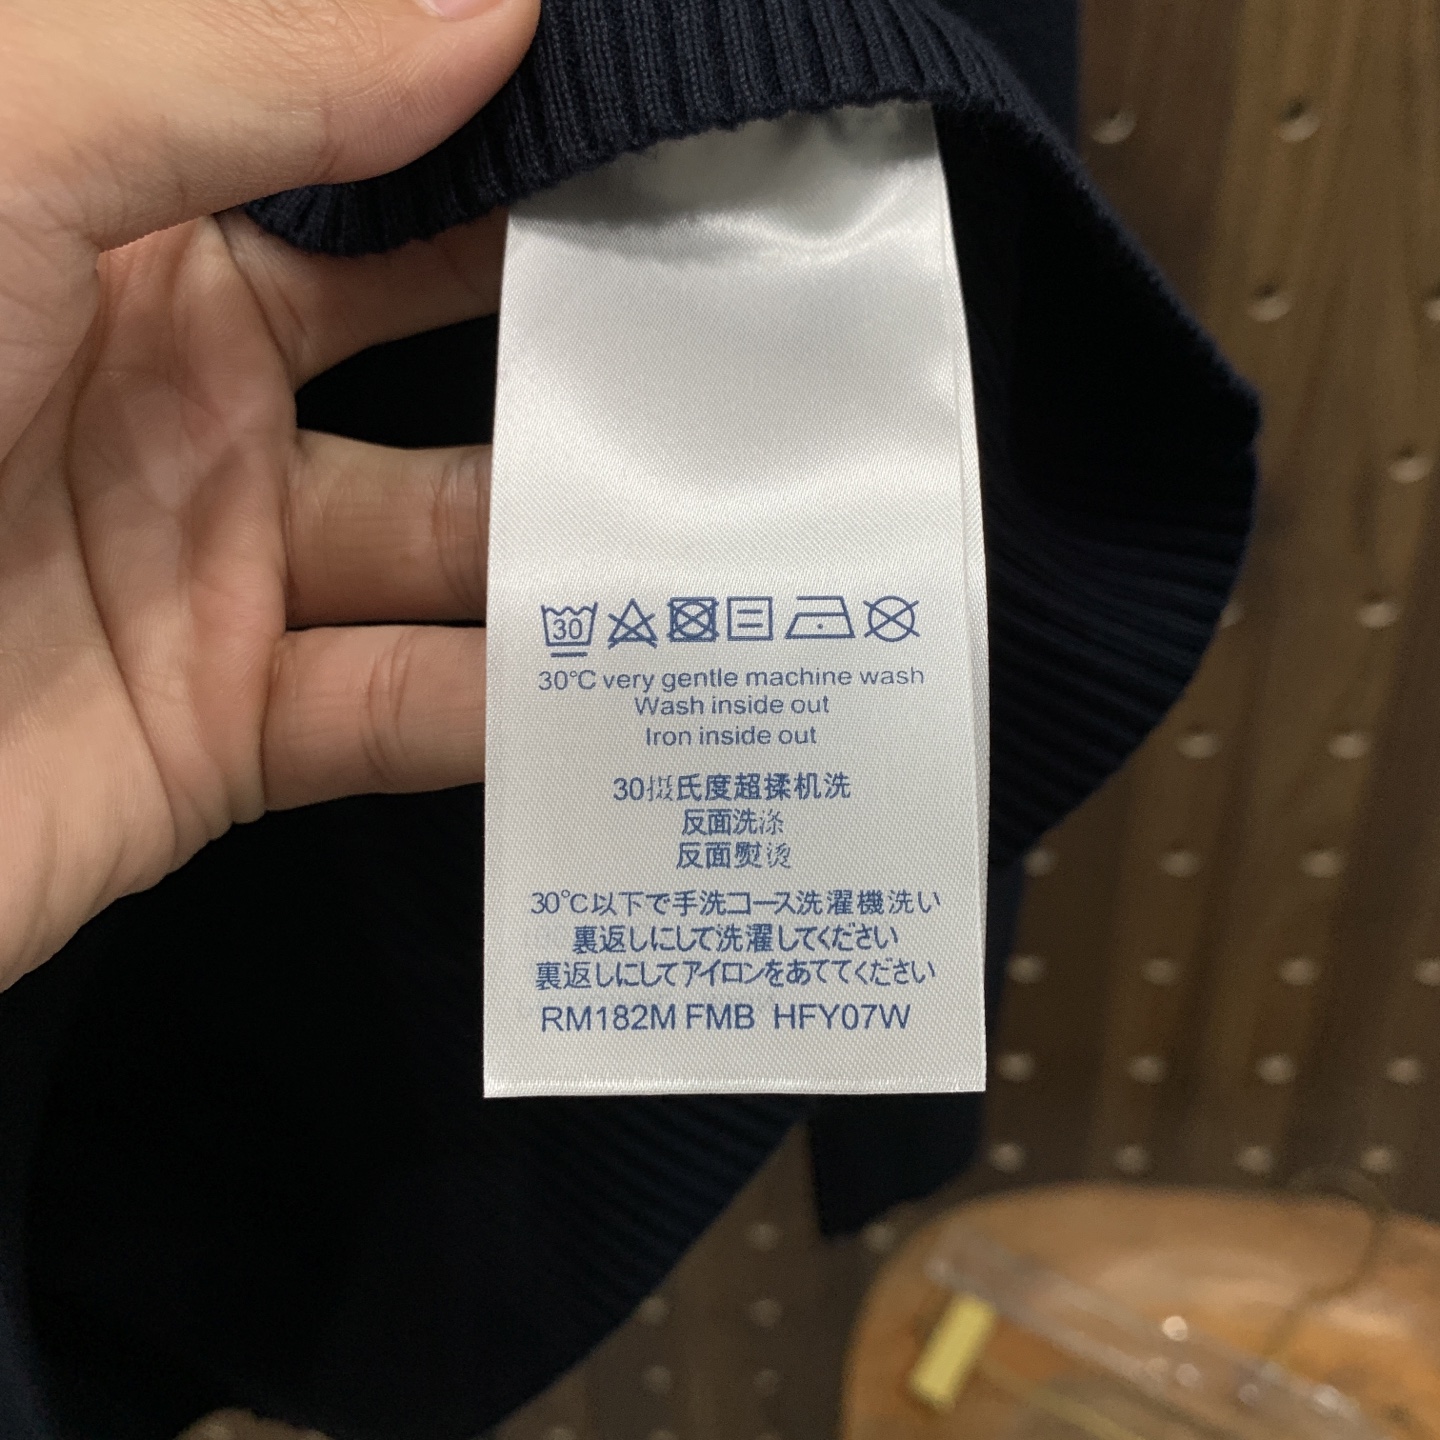 30
30℃ very gentle machine wash
Wash inside out
Iron inside out
30摄氏度超揉机洗
反面洗涤
反面熨烫
30℃以下で手洗コース洗濯機洗い
裏返しにして洗濯してください
裏返しにしてアイロンをあててください
RM182M FMB HFY07W